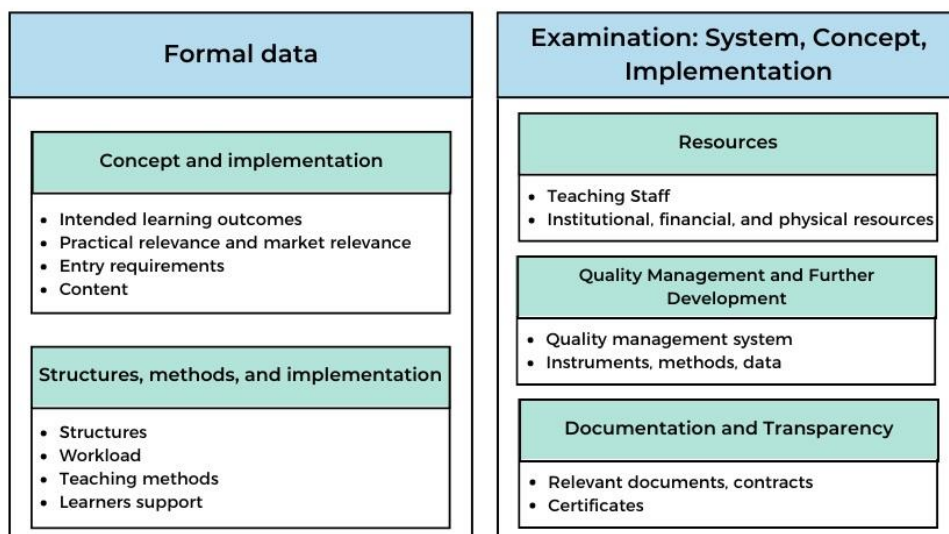 Formal data
Concept and implementation
• Intended learning outcomes
• Practical relevance and market relevance
• Entry requirements
• Content
Structures, methods, and implementation
• Structures
• Workload
• Teaching methods
• Learners support
Examination: System, Concept,
Implementation
Resources
• Teaching Staff
• Institutional, financial, and physical resources
Quality Management and Further
Development
• Quality management system
• Instruments, methods, data
Documentation and Transparency
• Relevant documents, contracts
• Certificates